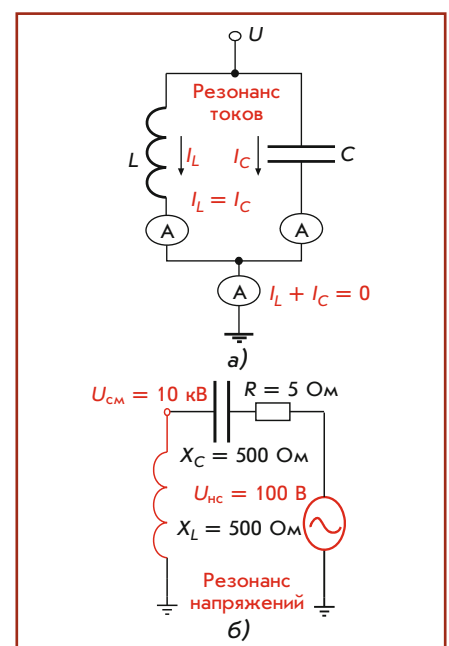 U
Резонанс
токов
L
I_L
I_C
C
I_L = I_C
A
A
A
I_L + I_C = 0
а)
U_см = 10 кВ
R = 5 Ом
X_C = 500 Ом
U_нс = 100 В
X_L = 500 Ом
Резонанс
напряжений
б)